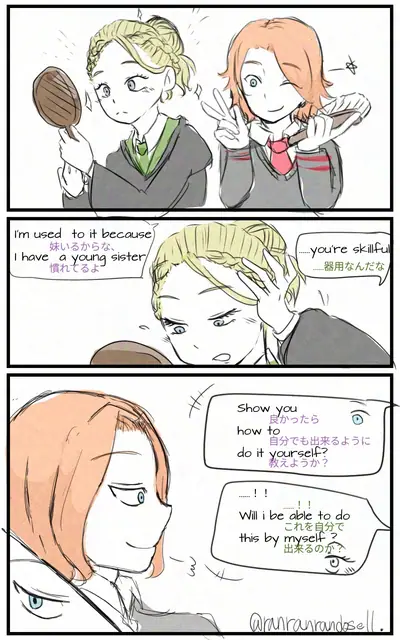 I'm used to it because
妹いるからな、
I have a young sister
慣れてるよ
......you're skillful
......器用なんだな
Show you
良かったら
how to
自分でも出来るように
do it yourself?
教えようか？
......！！
......！！
Will i be able to do
これを自分で
this by myself？
出来るのか？
@ranranrandosell.